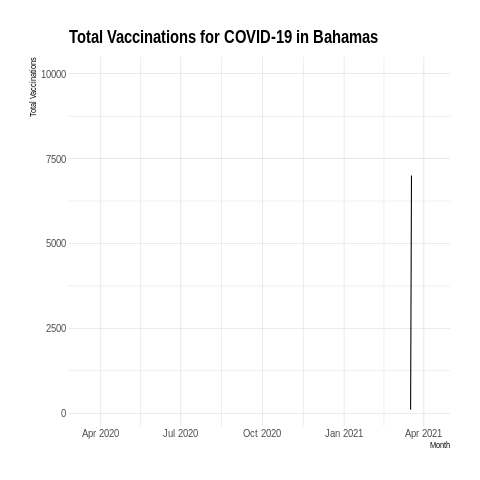 Total Vaccinations for COVID-19 in Bahamas
Total Vaccinations
10000
7500
5000
2500
0
Apr 2020 Jul 2020 Oct 2020 Jan 2021 Apr 2021
Month